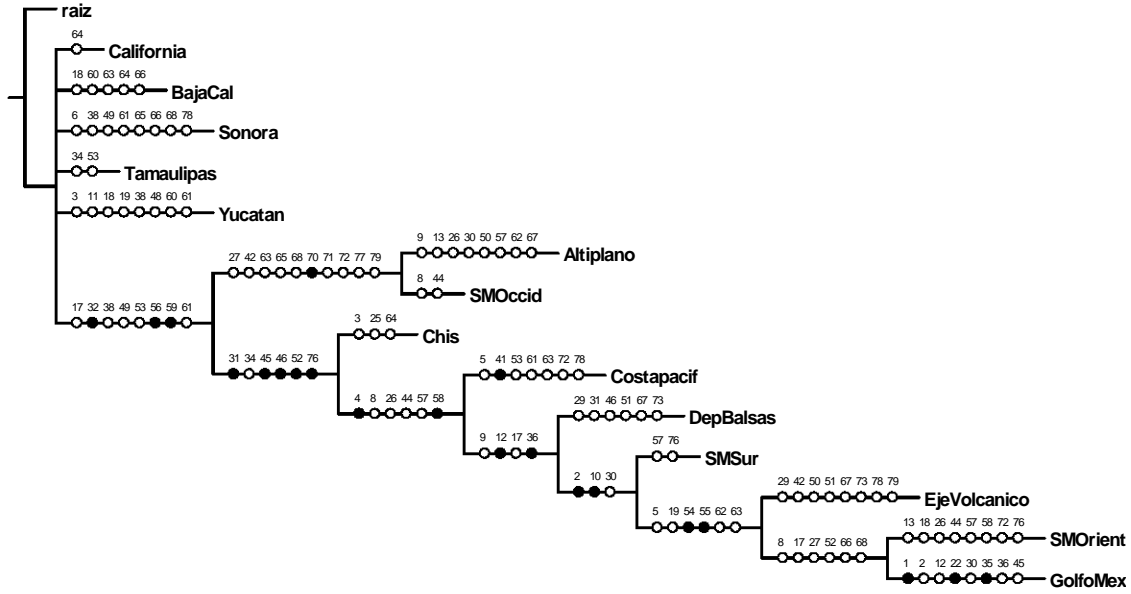 raiz
64
California
18 60 63 64 66
BajaCal
6 38 49 61 65 66 68 78
Sonora
34 53
Tamaulipas
3 11 18 19 38 48 60 61
Yucatan
9 13 26 30 50 57 62 67
Altiplano
27 42 63 65 68 70 71 72 77 79
8 44
SMOccid
17 32 38 49 53 56 59 61
3 25 64
Chis
31 34 45 46 52 76
5 41 53 61 63 72 78
Costapacif
4 8 26 44 57 58
29 31 46 51 67 73
DepBalsas
9 12 17 36
57 76
SMSur
2 10 30
29 42 50 51 67 73 78 79
EjeVolcanico
5 19 54 55 62 63
13 18 26 44 57 58 72 76
SMOrient
8 17 27 52 66 68
1 2 12 22 30 35 36 45
GolfoMex